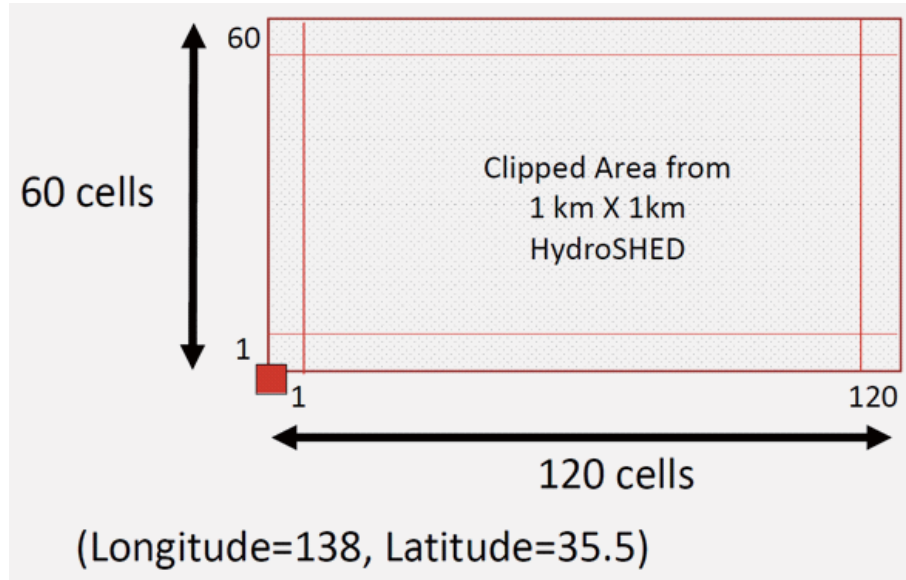 60
60 cells
Clipped Area from
1 km X 1km
HydroSHED
1
1
120
120 cells
(Longitude=138, Latitude=35.5)